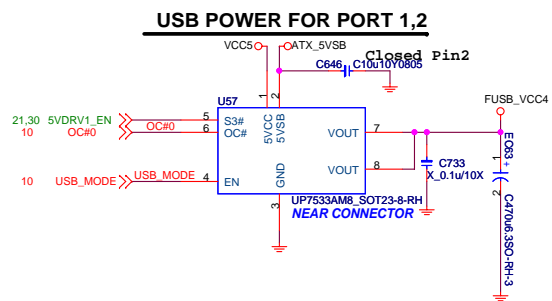 USB POWER FOR PORT 1,2
VCC5 ATX_5VSB
Closed Pin2
C646 C10u10Y0805
U57
FUSB_VCC4
1 2
5VCC 5VSB
21,30 5VDRV1_EN 5 S3#
10 OC#0 OC#0 6 OC#
VOUT 7
VOUT 8
10 USB_MODE USB_MODE 4 EN
GND
3
UP7533AM8_SOT23-8-RH
NEAR CONNECTOR
C733
X_0.1u/10X
EC63
1 +
2
C470u6.3SO-RH-3